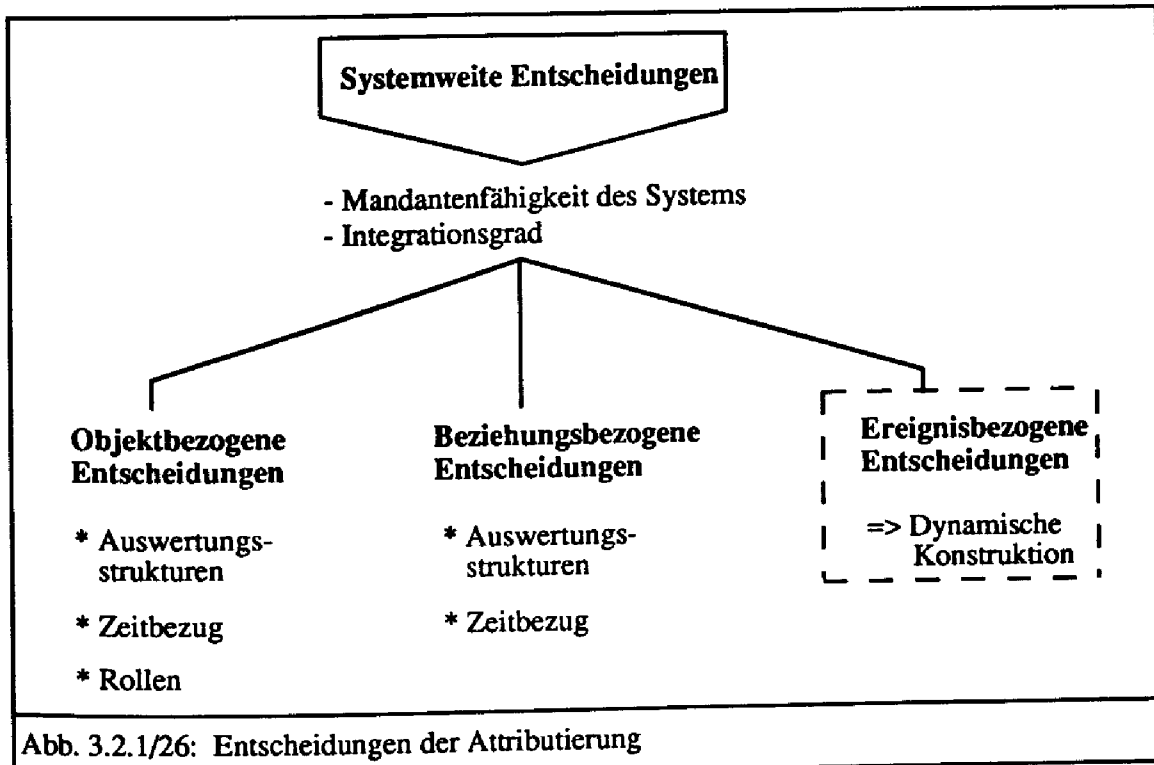 Systemweite Entscheidungen
- Mandantenfähigkeit des Systems
- Integrationsgrad
Objektbezogene
Entscheidungen
* Auswertungs-
strukturen
* Zeitbezug
* Rollen
Beziehungsbezogene
Entscheidungen
* Auswertungs-
strukturen
* Zeitbezug
Ereignisbezogene
Entscheidungen
=> Dynamische
Konstruktion
Abb. 3.2.1/26: Entscheidungen der Attributierung